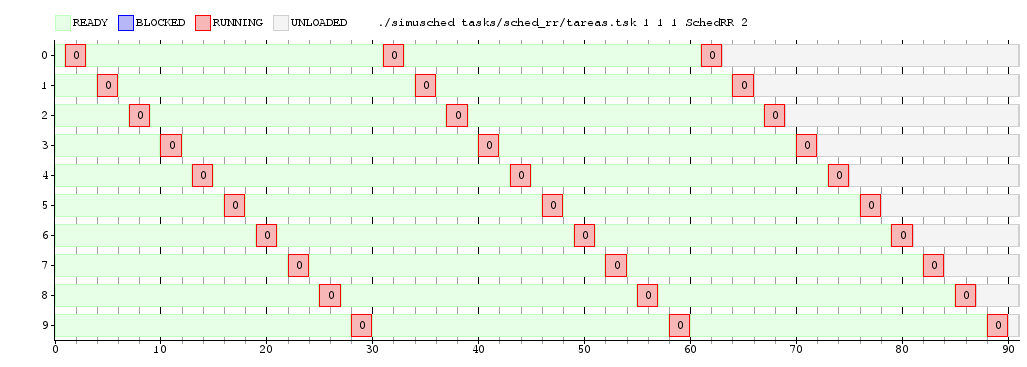 READY BLOCKED RUNNING UNLOADED ./simusched tasks/sched_rr/tareas.tsk 1 1 1 SchedRR 2
0 0 0 0
1 0 0 0
2 0 0 0
3 0 0 0
4 0 0 0
5 0 0 0
6 0 0 0
7 0 0 0
8 0 0 0
9 0 0 0
0 10 20 30 40 50 60 70 80 90